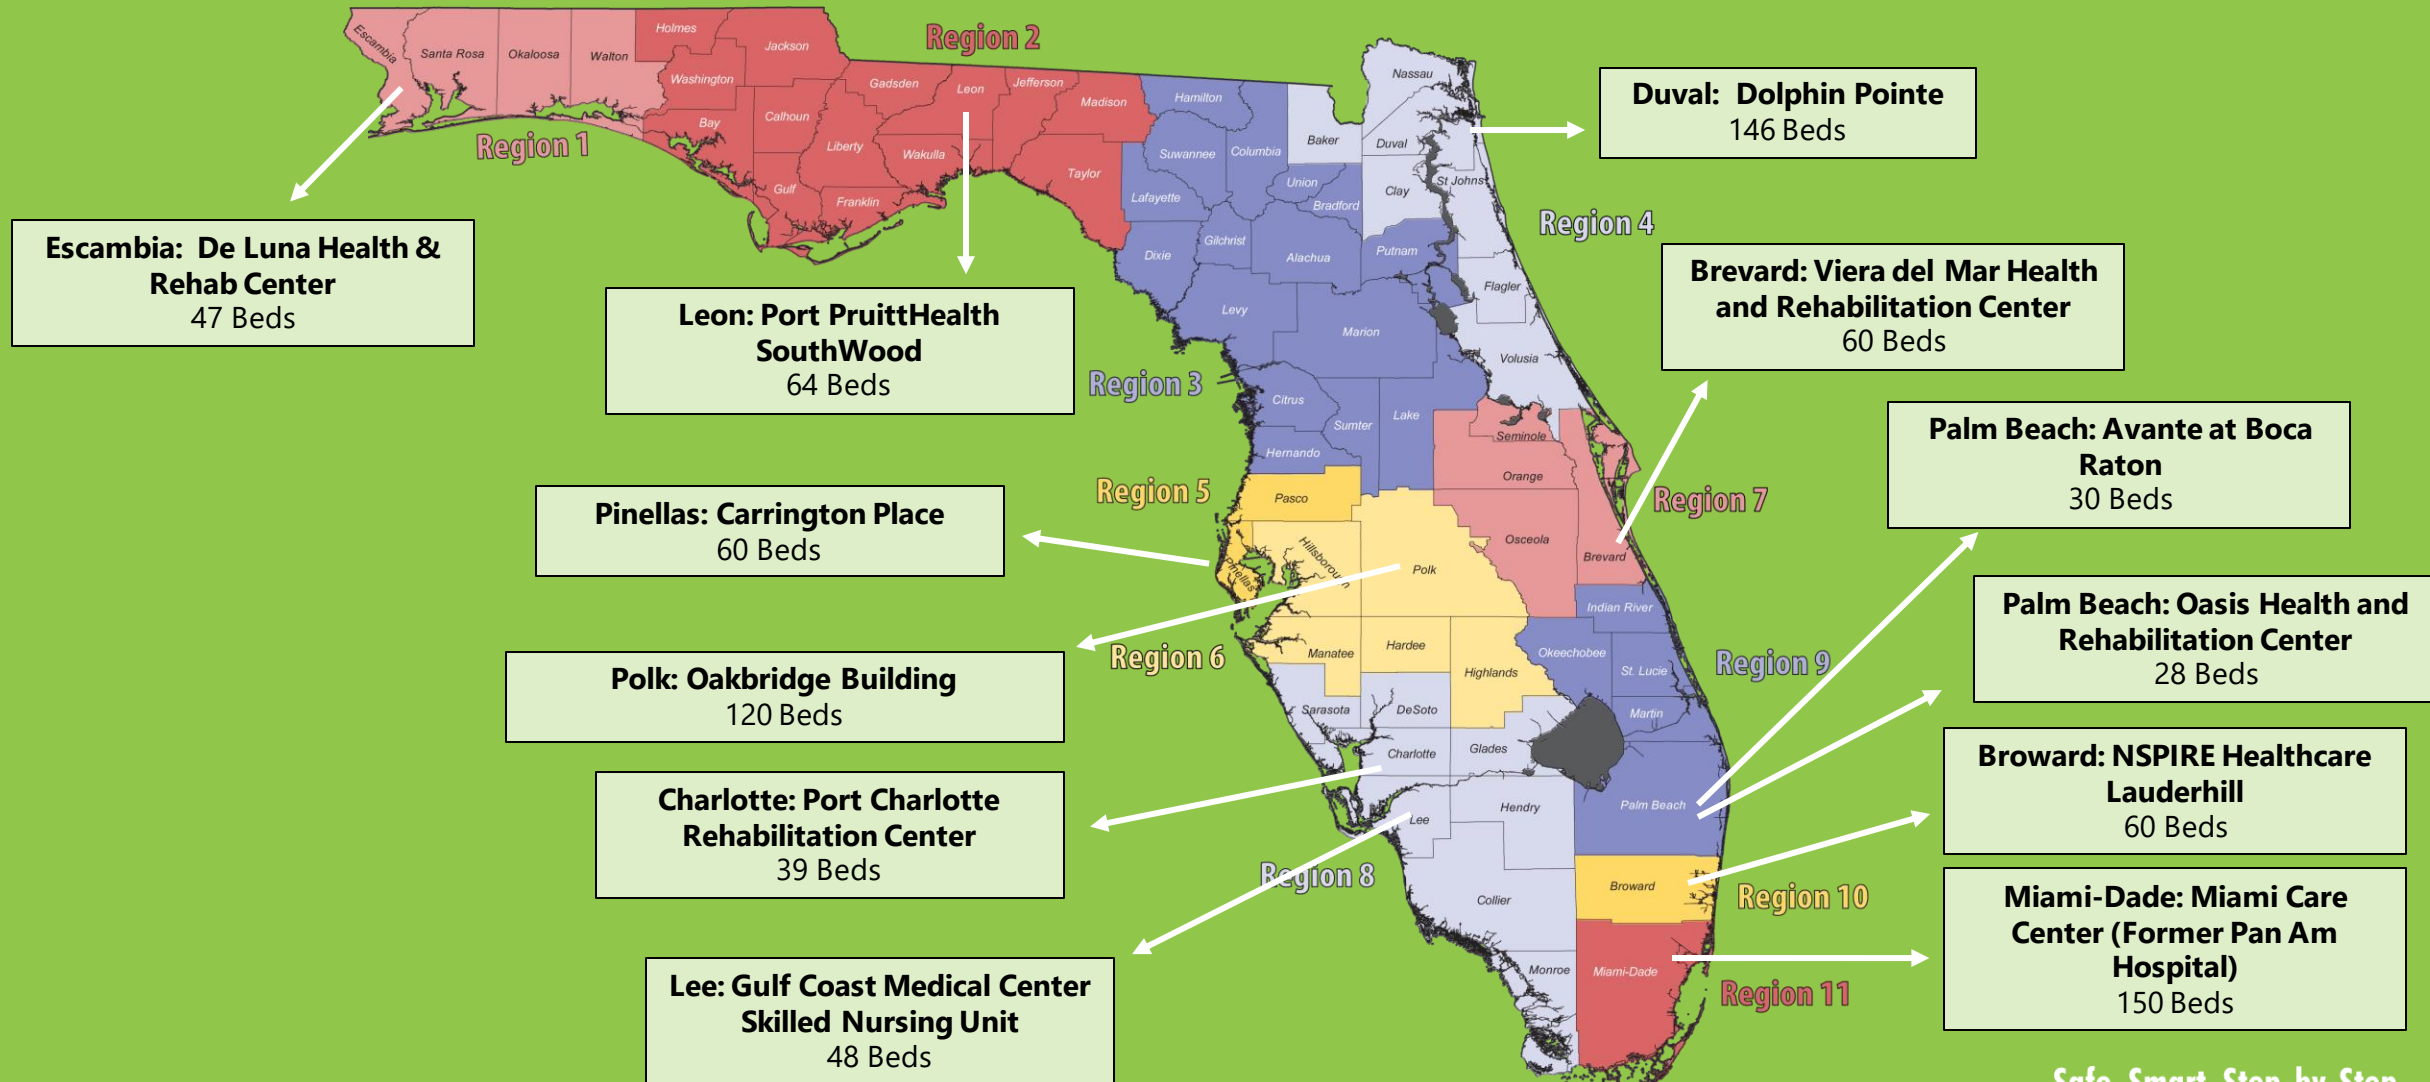 Escambia
Santa Rosa
Okaloosa
Walton
Holmes
Jackson
Washington
Bay
Calhoun
Gulf
Liberty
Franklin
Gadsden
Leon
Wakulla
Jefferson
Madison
Taylor
Region 1
Region 2
Hamilton
Suwannee
Columbia
Lafayette
Union
Bradford
Dixie
Gilchrist
Alachua
Putnam
Levy
Marion
Citrus
Sumter
Lake
Hernando
Region 3
Nassau
Baker
Duval
Clay
St Johns
Flagler
Volusia
Region 4
Pasco
Pinellas
Region 5
Hillsborough
Polk
Manatee
Hardee
Highlands
Region 6
Seminole
Orange
Osceola
Brevard
Region 7
Sarasota
DeSoto
Charlotte
Glades
Lee
Hendry
Collier
Monroe
Region 8
Indian River
Okeechobee
St. Lucie
Martin
Palm Beach
Region 9
Broward
Region 10
Miami-Dade
Region 11
Duval: Dolphin Pointe
146 Beds
Escambia: De Luna Health &
Rehab Center
47 Beds
Leon: Port PruittHealth
SouthWood
64 Beds
Brevard: Viera del Mar Health
and Rehabilitation Center
60 Beds
Palm Beach: Avante at Boca
Raton
30 Beds
Pinellas: Carrington Place
60 Beds
Palm Beach: Oasis Health and
Rehabilitation Center
28 Beds
Polk: Oakbridge Building
120 Beds
Broward: NSPIRE Healthcare
Lauderhill
60 Beds
Charlotte: Port Charlotte
Rehabilitation Center
39 Beds
Miami-Dade: Miami Care
Center (Former Pan Am
Hospital)
150 Beds
Lee: Gulf Coast Medical Center
Skilled Nursing Unit
48 Beds
Safe. Smart. Step-by-Step.